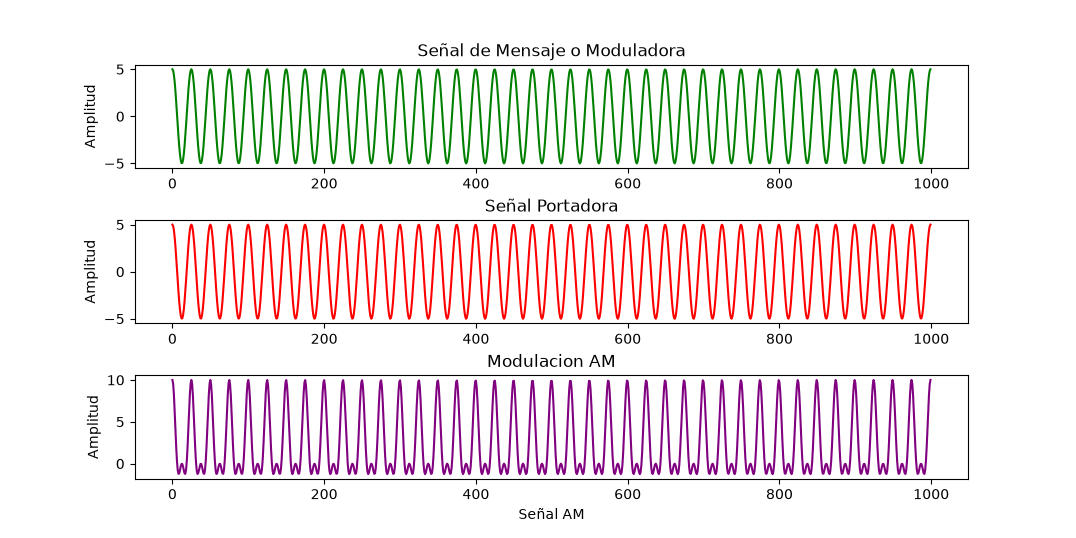 Señal de Mensaje o Moduladora
5
0
−5
Amplitud
0 200 400 600 800 1000
Señal Portadora
5
0
−5
Amplitud
0 200 400 600 800 1000
Modulacion AM
10
5
0
Amplitud
0 200 400 600 800 1000
Señal AM